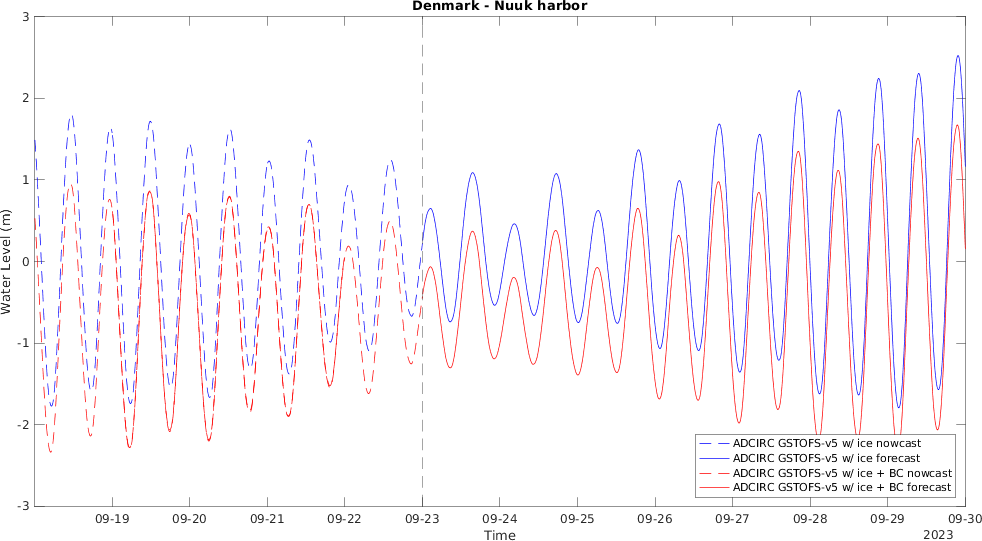 Denmark - Nuuk harbor
Water Level (m)
3
2
1
0
-1
-2
-3
ADCIRC GSTOFS-v5 w/ ice nowcast
ADCIRC GSTOFS-v5 w/ ice forecast
ADCIRC GSTOFS-v5 w/ ice + BC nowcast
ADCIRC GSTOFS-v5 w/ ice + BC forecast
09-19 09-20 09-21 09-22 09-23 09-24 09-25 09-26 09-27 09-28 09-29 09-30
Time
2023